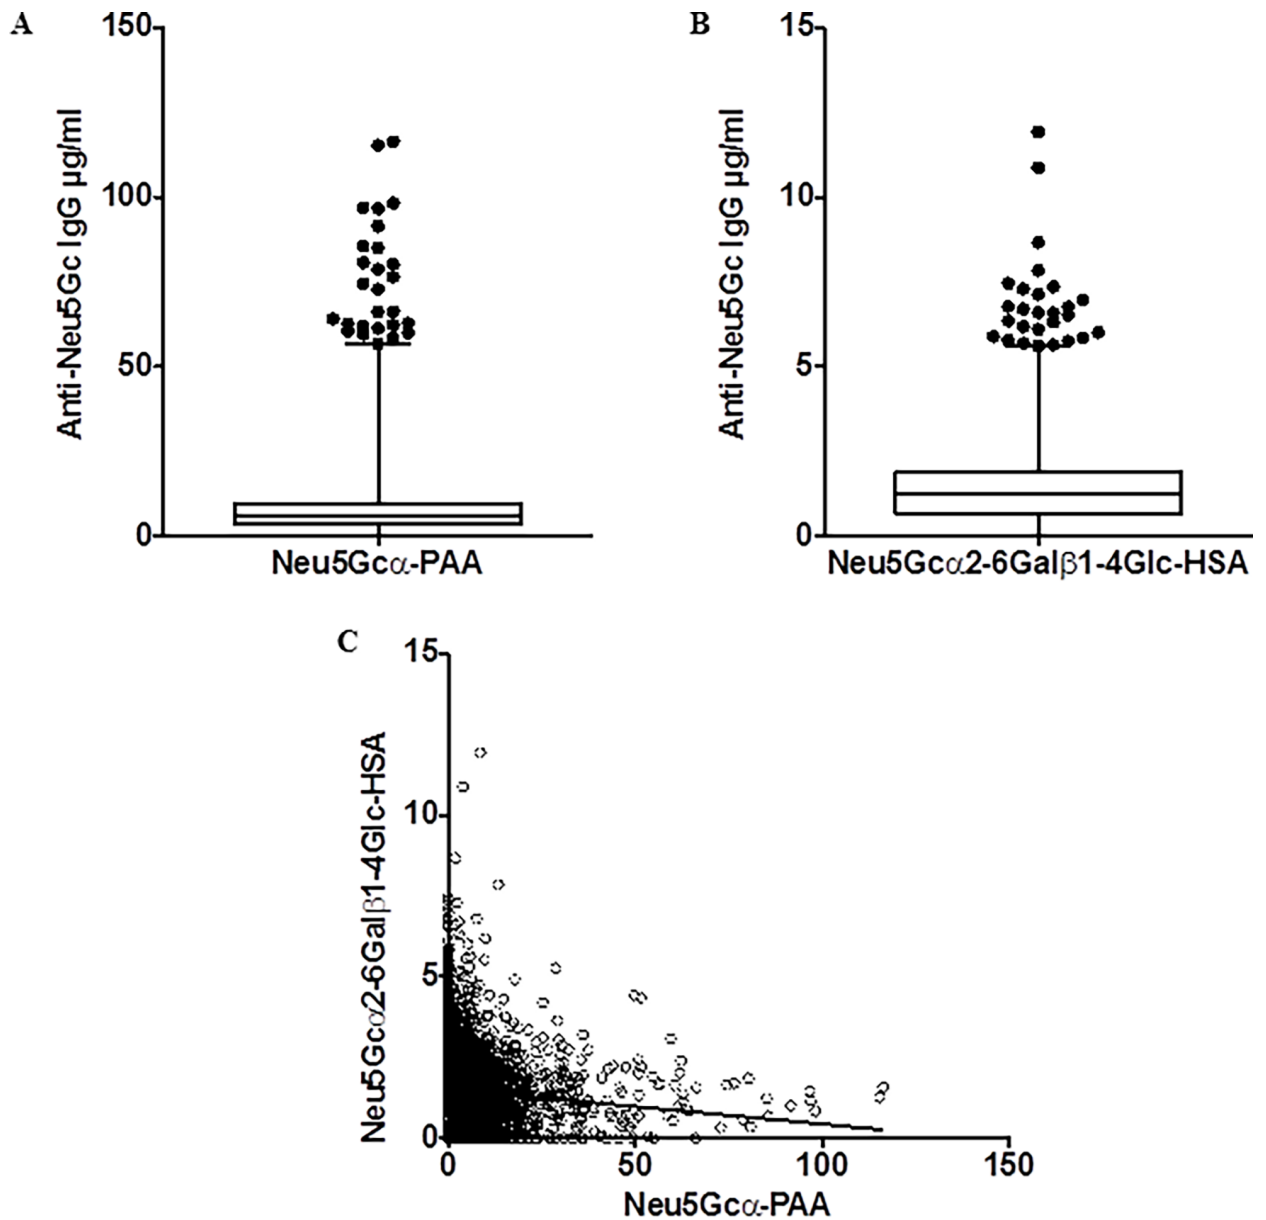 A
150
100
50
0
Anti-Neu5Gc IgG µg/ml
Neu5Gcα-PAA
B
15
10
5
0
Anti-Neu5Gc IgG µg/ml
Neu5Gcα2-6Galβ1-4Glc-HSA
C
15
10
5
0
Neu5Gcα2-6Galβ1-4Glc-HSA
0 50 100 150
Neu5Gcα-PAA